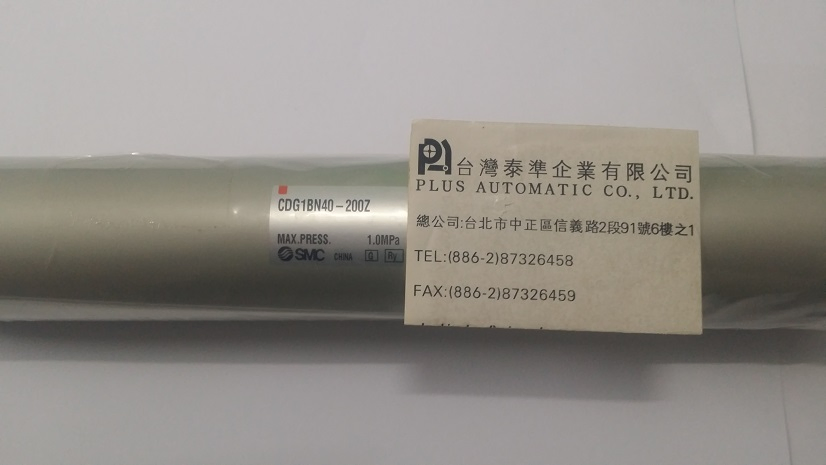 CDG1BN40-200Z
MAX.PRESS. 1.0MPa
SMC CHINA Q Ry
PA
台灣泰準企業有限公司
PLUS AUTOMATIC CO., LTD.
總公司:台北市中正區信義路2段91號6樓之1
TEL:(886-2)87326458
FAX:(886-2)87326459